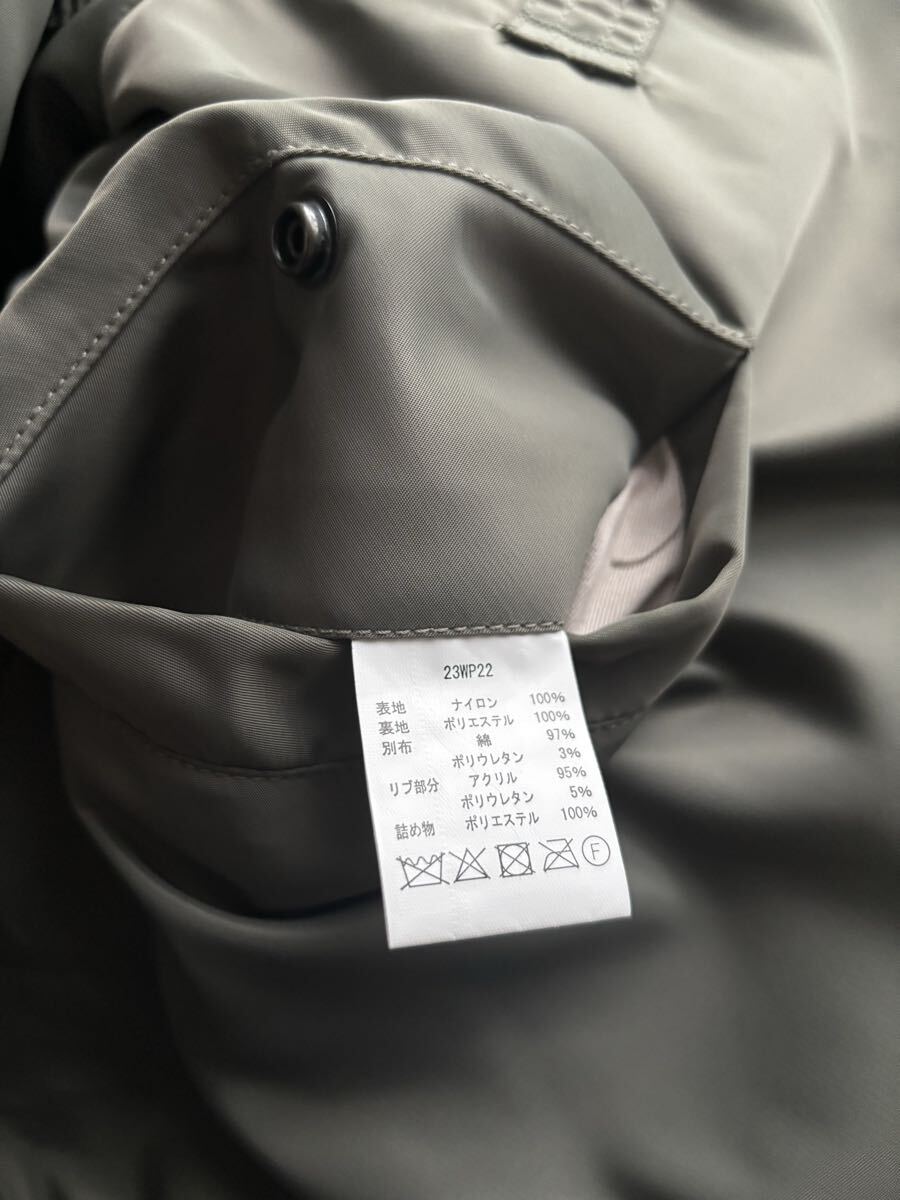 23WP22
表地 ナイロン 100%
裏地 ポリエステル 100%
別布 綿 97%
ポリウレタン 3%
リブ部分 アクリル 95%
ポリウレタン 5%
詰め物 ポリエステル 100%
F